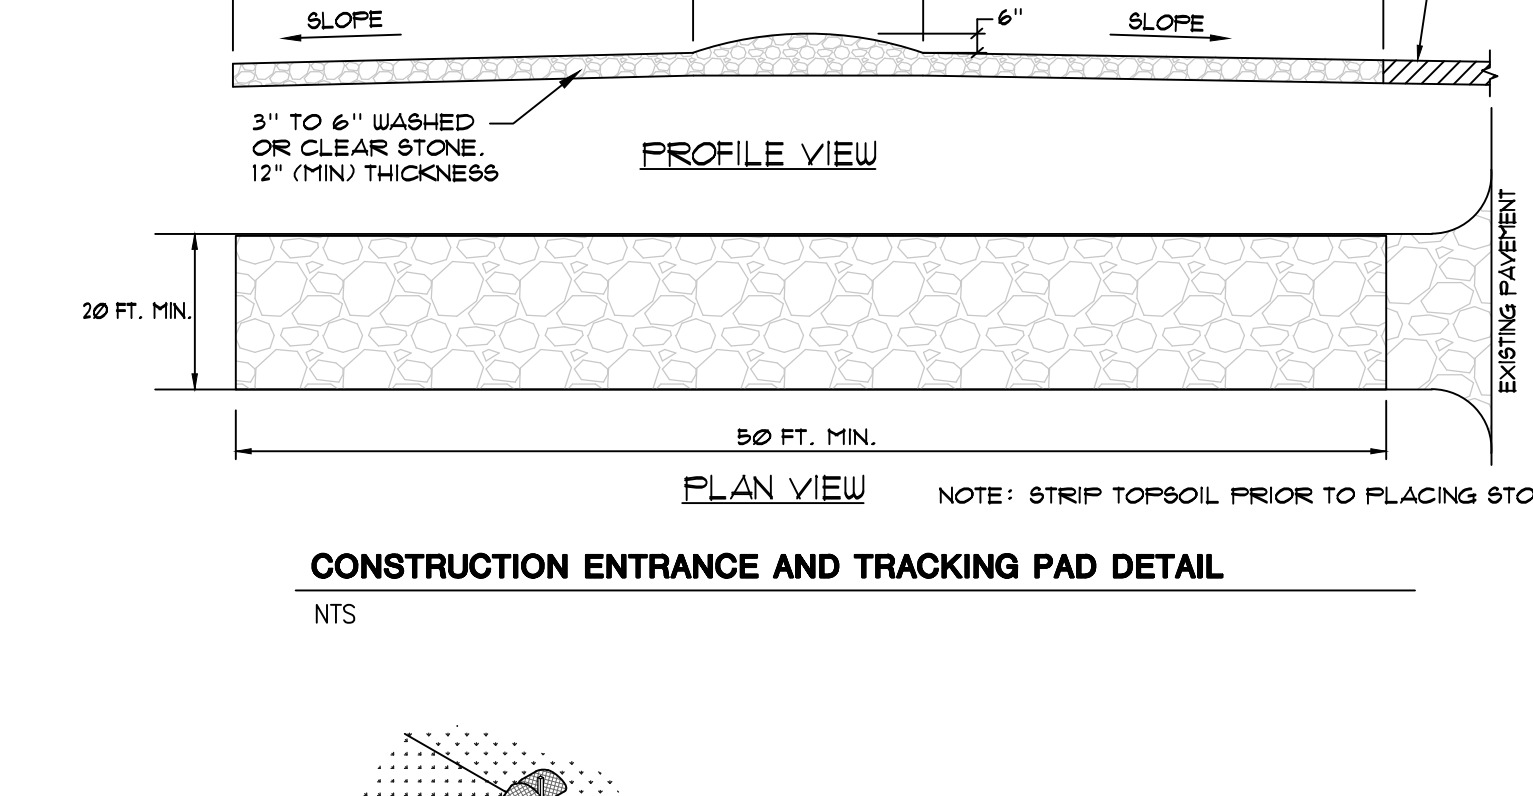 SLOPE
6"
SLOPE
3" TO 6" WASHED
OR CLEAR STONE.
12" (MIN) THICKNESS
PROFILE VIEW
20 FT. MIN.
EXISTING PAVEMENT
50 FT. MIN.
PLAN VIEW
NOTE: STRIP TOPSOIL PRIOR TO PLACING
CONSTRUCTION ENTRANCE AND TRACKING PAD DETAIL
NTS